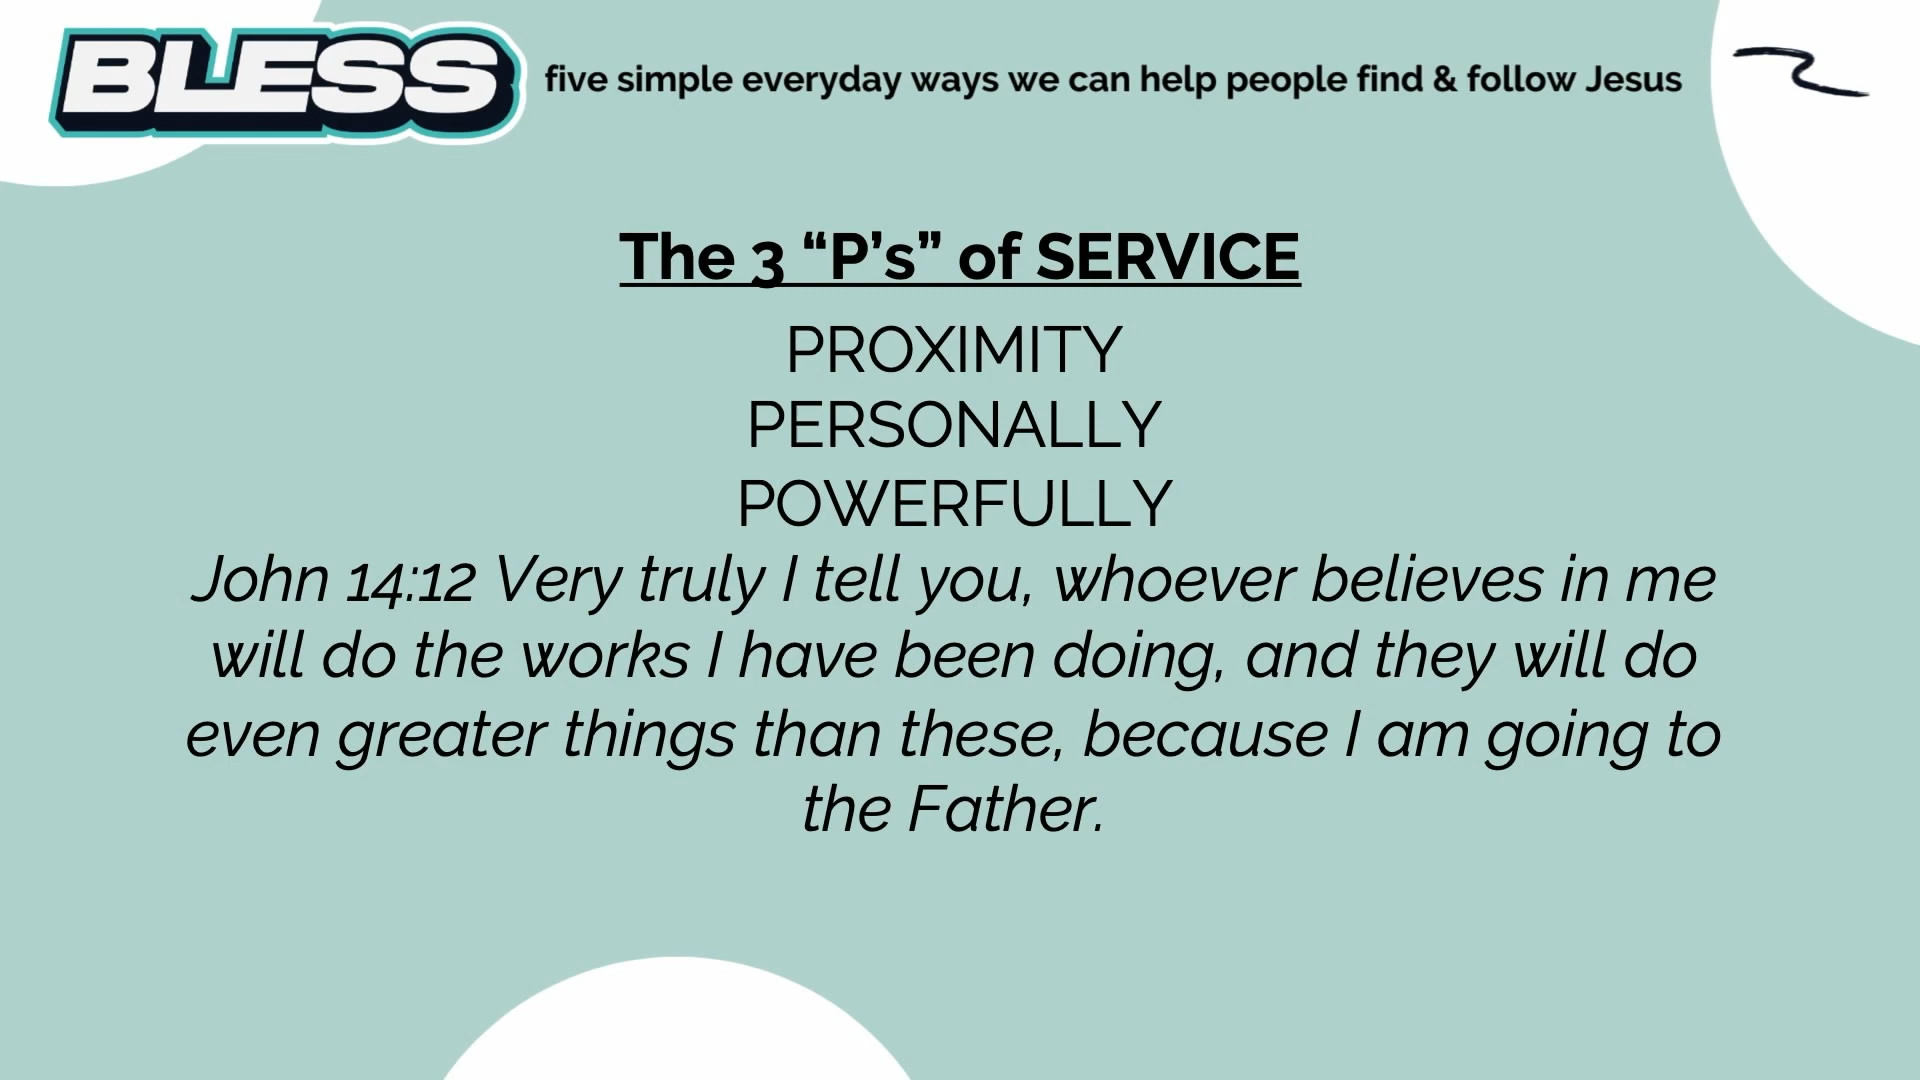 BLESS five simple everyday ways we can help people find & follow Jesus
The 3 “P’s” of SERVICE
PROXIMITY
PERSONALLY
POWERFULLY
John 14:12 Very truly I tell you, whoever believes in me
will do the works I have been doing, and they will do
even greater things than these, because I am going to
the Father.